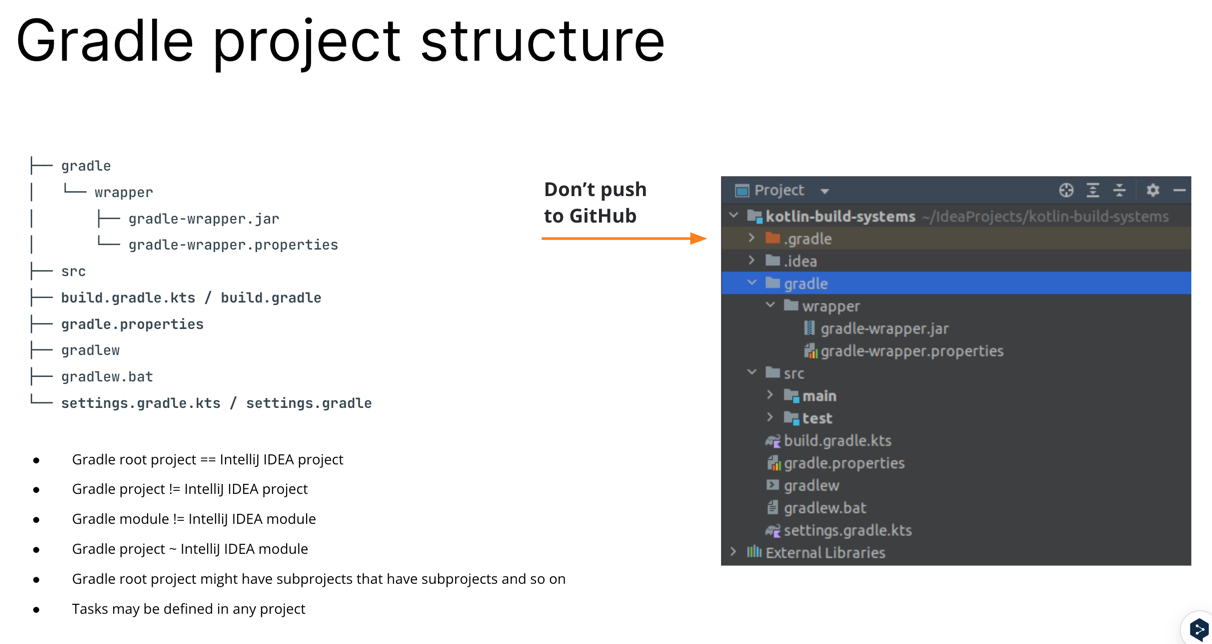 Gradle project structure
├── gradle
│   └── wrapper
│       ├── gradle-wrapper.jar
│       └── gradle-wrapper.properties
├── src
├── build.gradle.kts / build.gradle
├── gradle.properties
├── gradlew
├── gradlew.bat
└── settings.gradle.kts / settings.gradle
● Gradle root project == IntelliJ IDEA project
● Gradle project != IntelliJ IDEA project
● Gradle module != IntelliJ IDEA module
● Gradle project ~ IntelliJ IDEA module
● Gradle root project might have subprojects that have subprojects and so on
● Tasks may be defined in any project
Don’t push
to GitHub
Project
kotlin-build-systems ~/IdeaProjects/kotlin-build-systems
.gradle
.idea
gradle
wrapper
gradle-wrapper.jar
gradle-wrapper.properties
src
main
test
build.gradle.kts
gradle.properties
gradlew
gradlew.bat
settings.gradle.kts
External Libraries